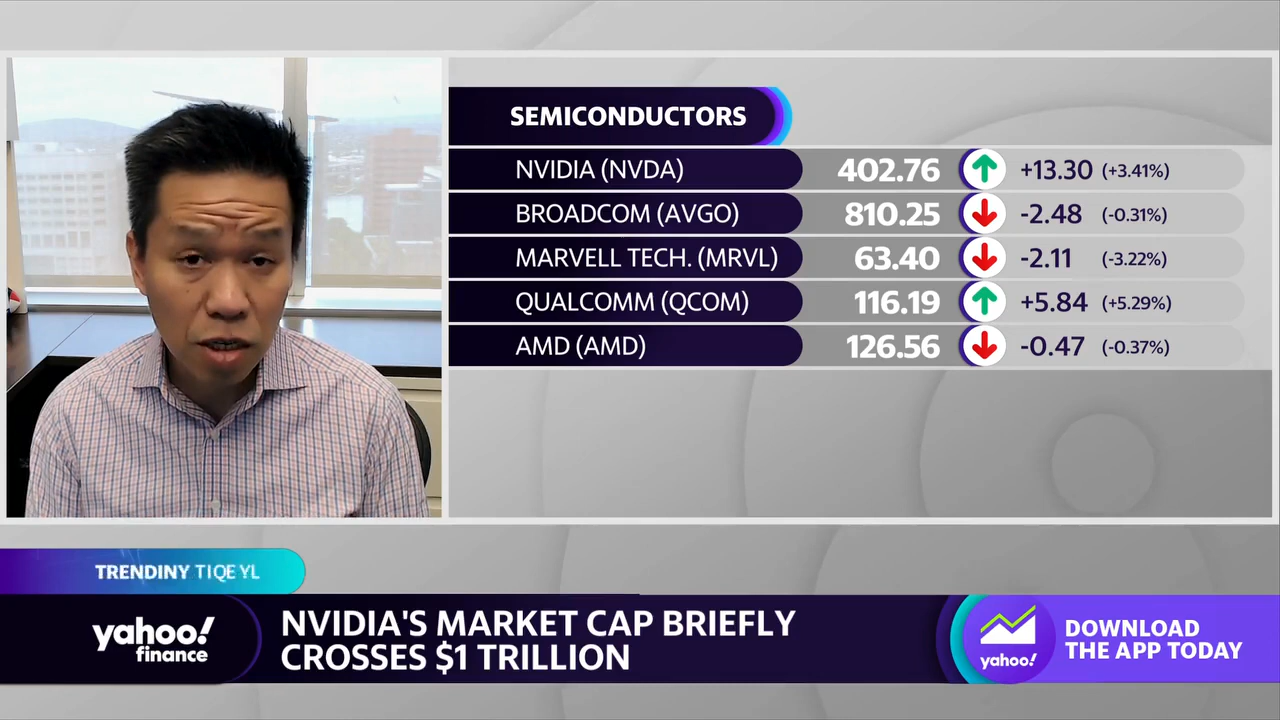 SEMICONDUCTORS
NVIDIA (NVDA) 402.76 +13.30 (+3.41%)
BROADCOM (AVGO) 810.25 -2.48 (-0.31%)
MARVELL TECH. (MRVL) 63.40 -2.11 (-3.22%)
QUALCOMM (QCOM) 116.19 +5.84 (+5.29%)
AMD (AMD) 126.56 -0.47 (-0.37%)
TRENDINY TIQE YL
yahoo!
finance
NVIDIA'S MARKET CAP BRIEFLY
CROSSES $1 TRILLION
yahoo!
DOWNLOAD
THE APP TODAY